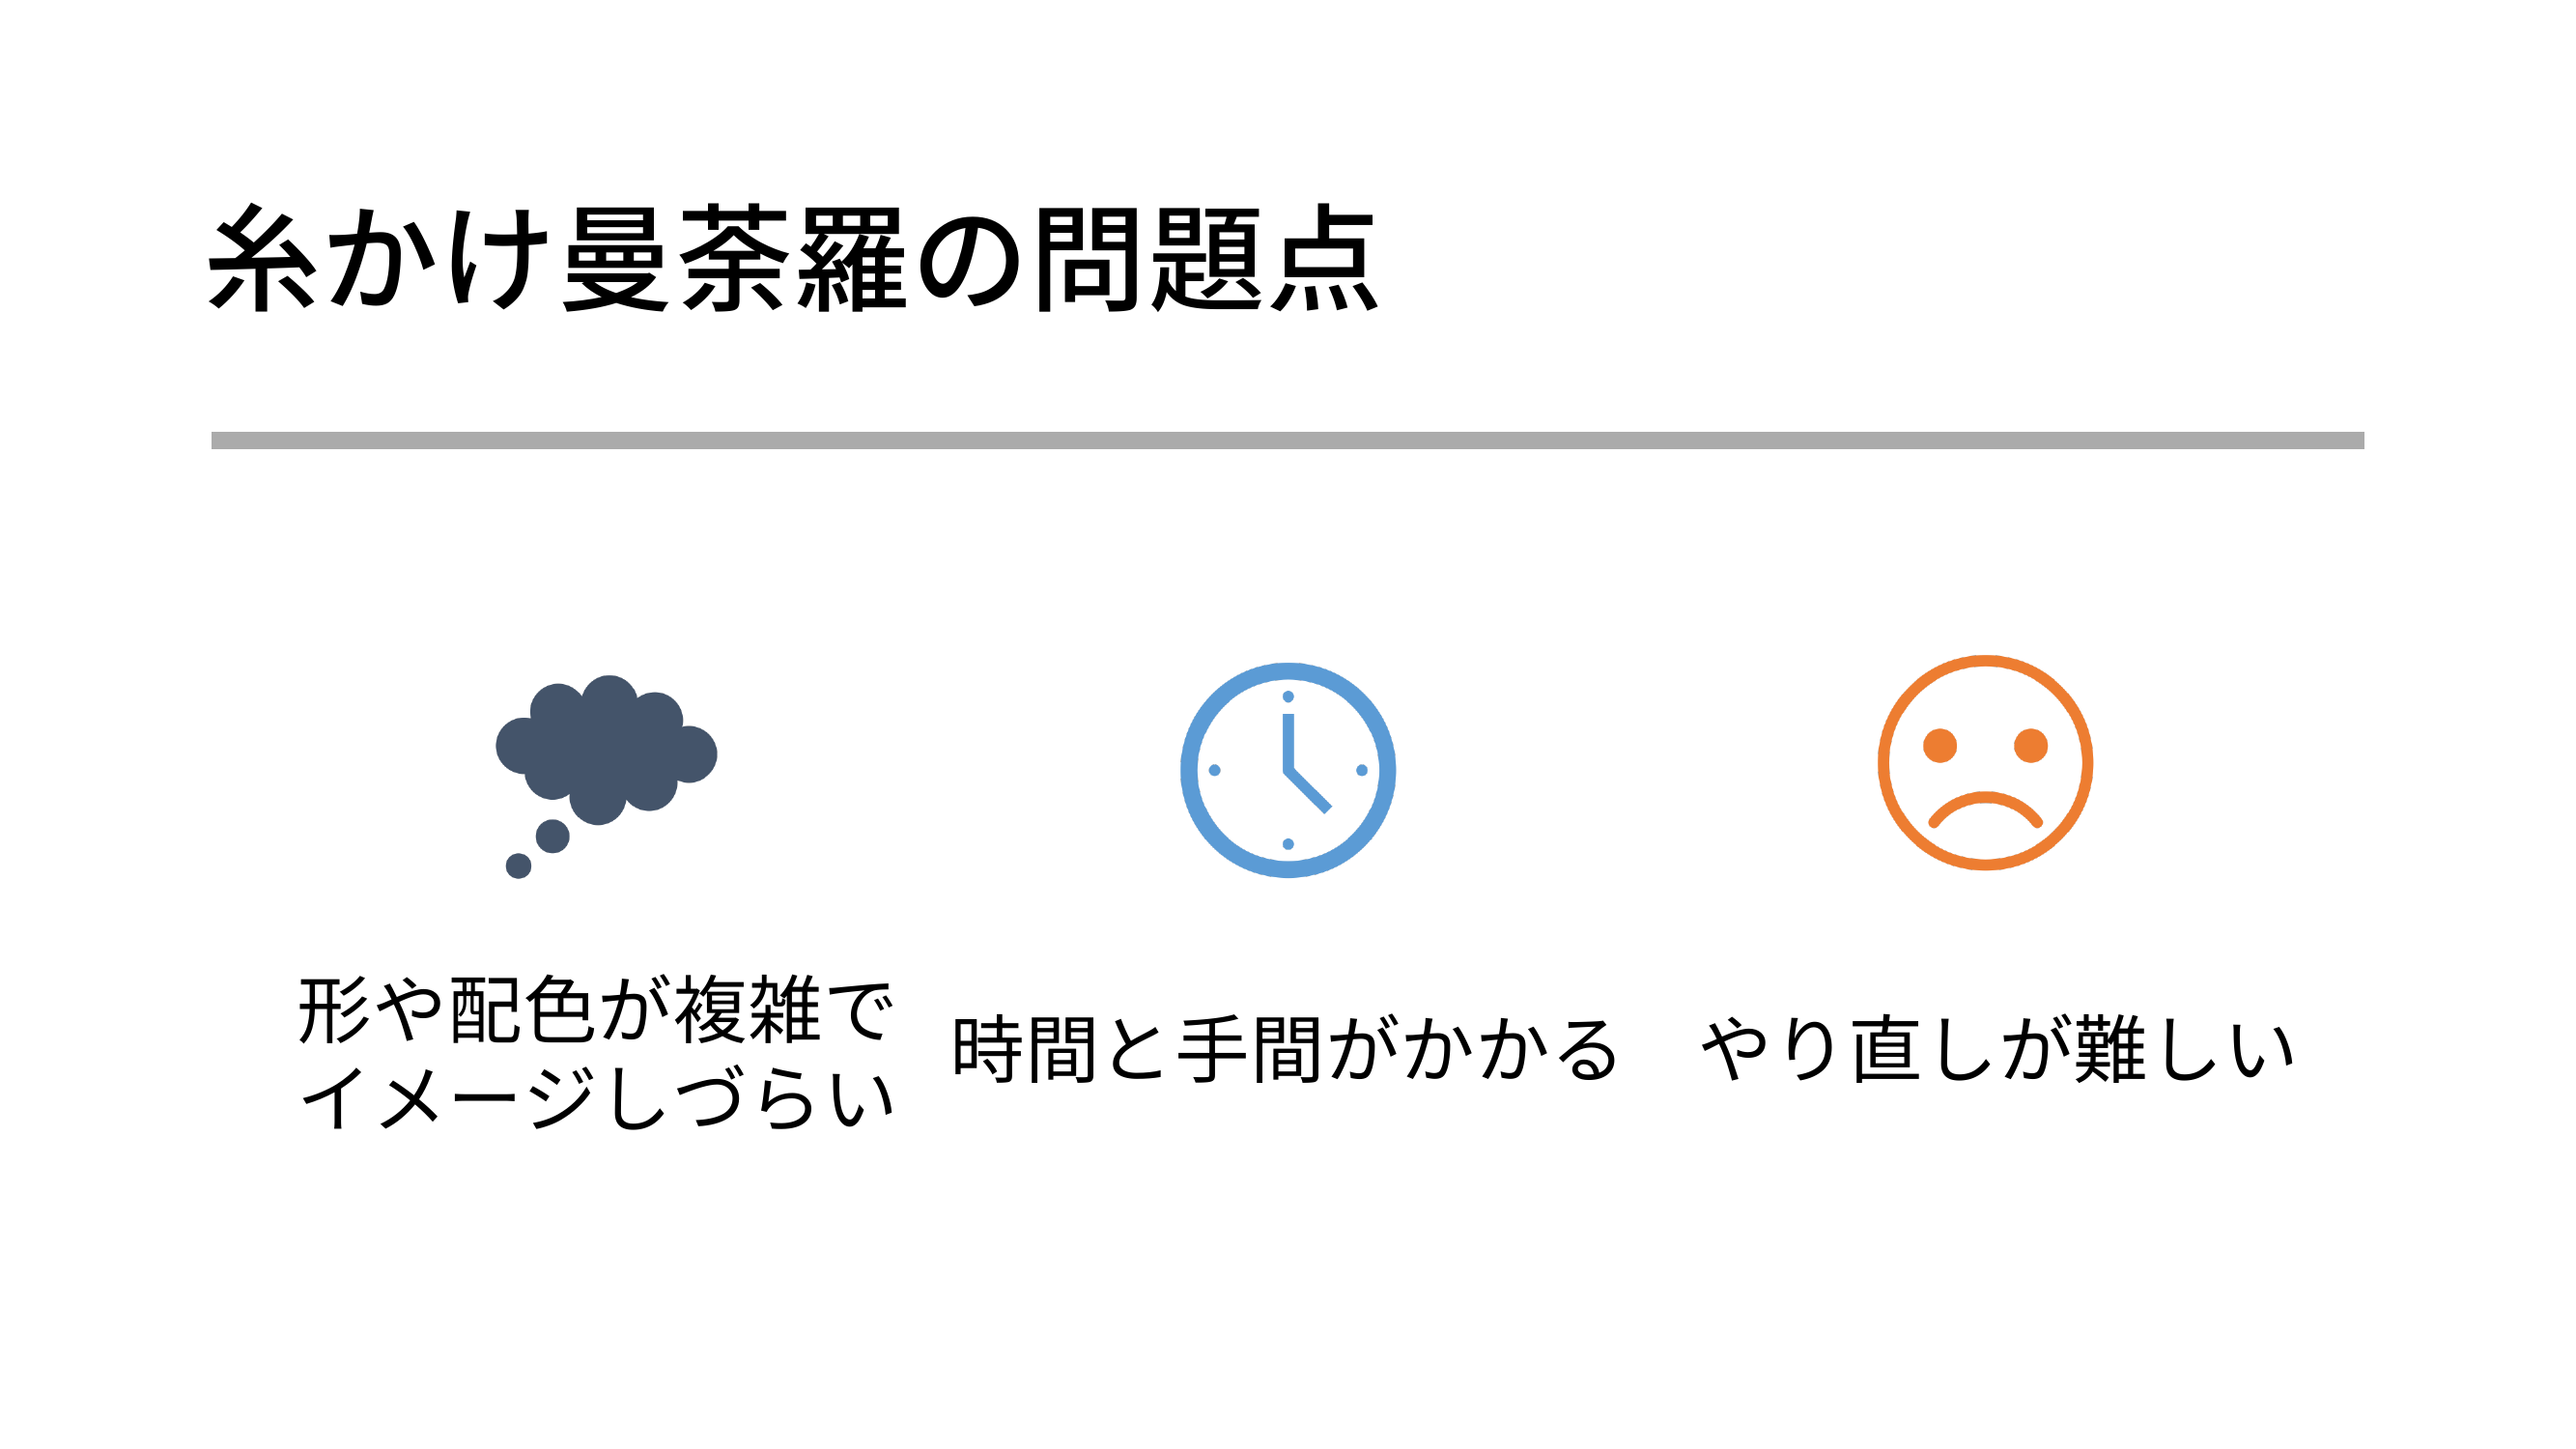 糸かけ曼荼羅の問題点
形や配色が複雑で
イメージしづらい
時間と手間がかかる
やり直しが難しい